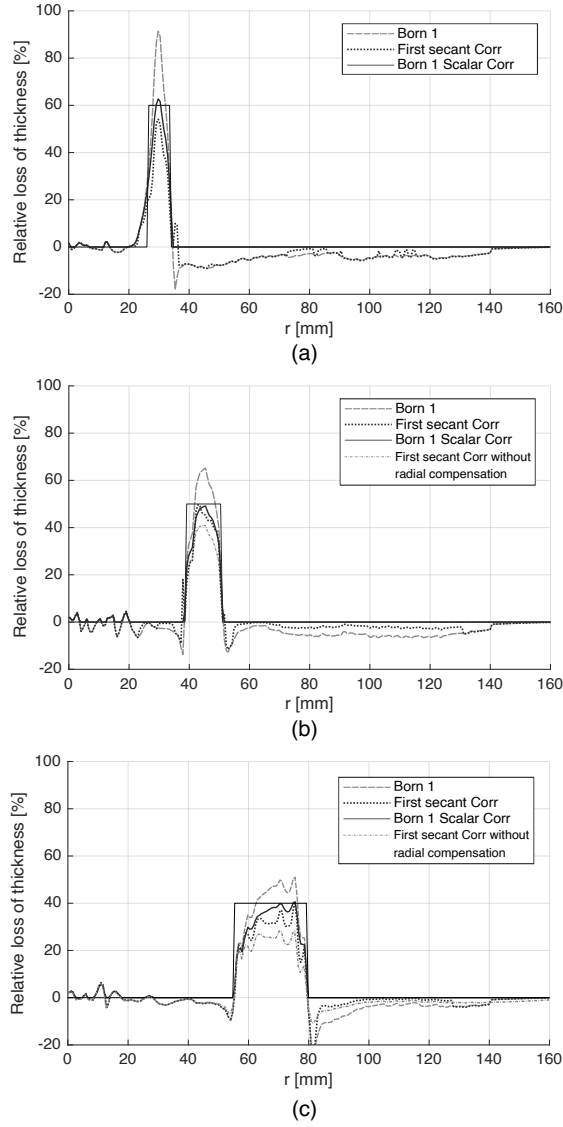 100
80
60
40
20
0
-20
Relative loss of thickness [%]
Born 1
First secant Corr
Born 1 Scalar Corr
0 20 40 60 80 100 120 140 160
r [mm]
(a)
100
80
60
40
20
0
-20
Relative loss of thickness [%]
Born 1
First secant Corr
Born 1 Scalar Corr
First secant Corr without
radial compensation
0 20 40 60 80 100 120 140 160
r [mm]
(b)
100
80
60
40
20
0
-20
Relative loss of thickness [%]
Born 1
First secant Corr
Born 1 Scalar Corr
First secant Corr without
radial compensation
0 20 40 60 80 100 120 140 160
r [mm]
(c)